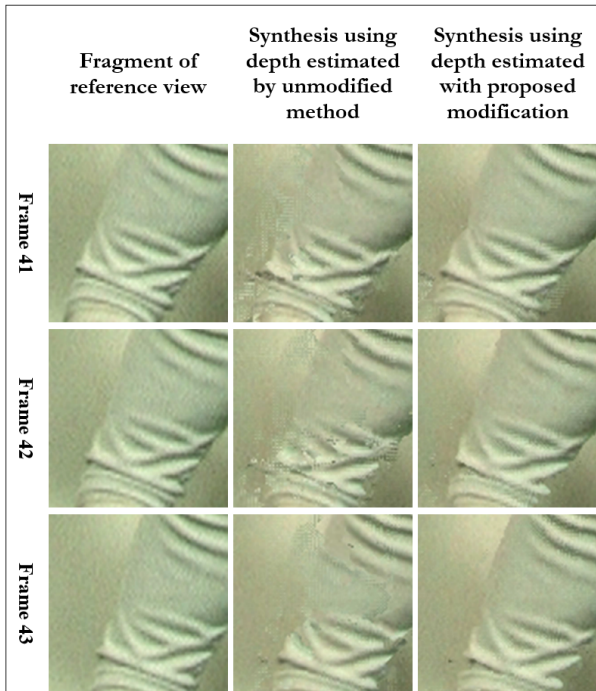 Fragment of
reference view
Synthesis using
depth estimated
by unmodified
method
Synthesis using
depth estimated
with proposed
modification
Frame 41
Frame 42
Frame 43